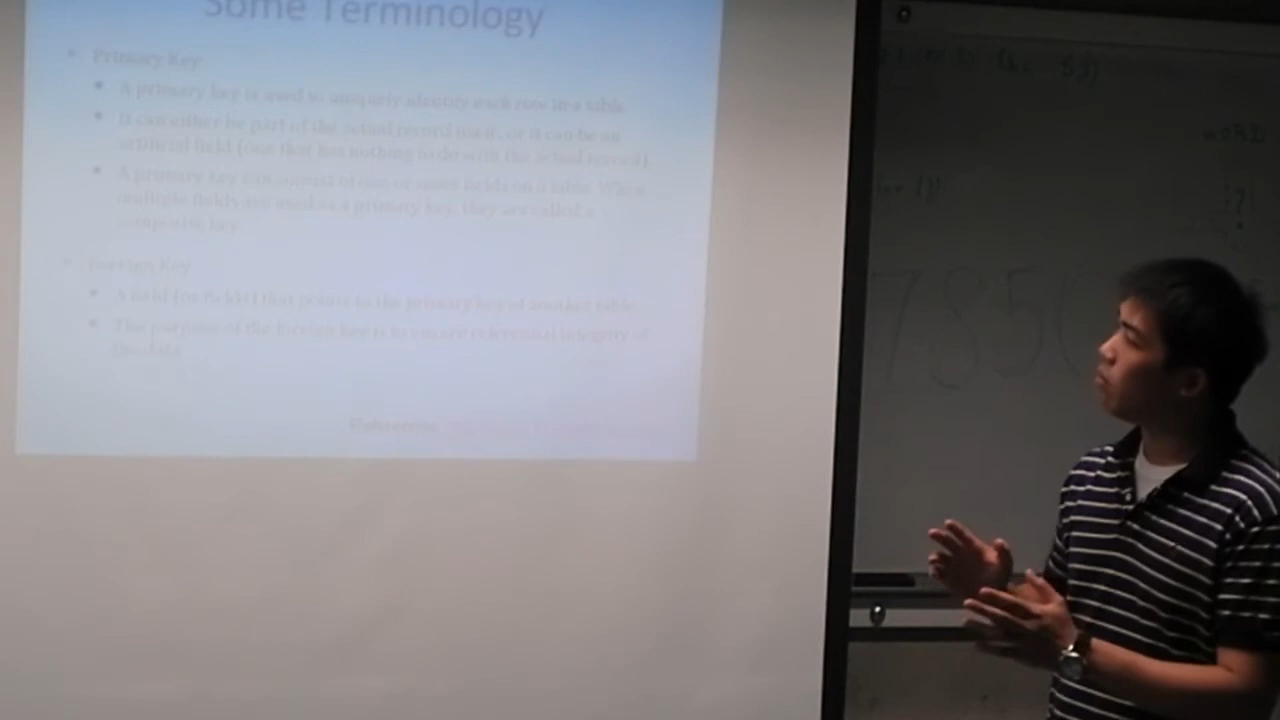 Some Terminology
Primary Key
A primary key is used to uniquely identify each row in a table.
It can either be part of the actual record itself, or it can be an
artificial field (one that has nothing to do with the actual record).
A primary key can consist of one or more fields on a table. When
multiple fields are used as a primary key, they are called a
composite key.
Foreign Key
A field (or fields) that points to the primary key of another table.
The purpose of the foreign key is to ensure referential integrity of
the data.
WORD
!?!
7850